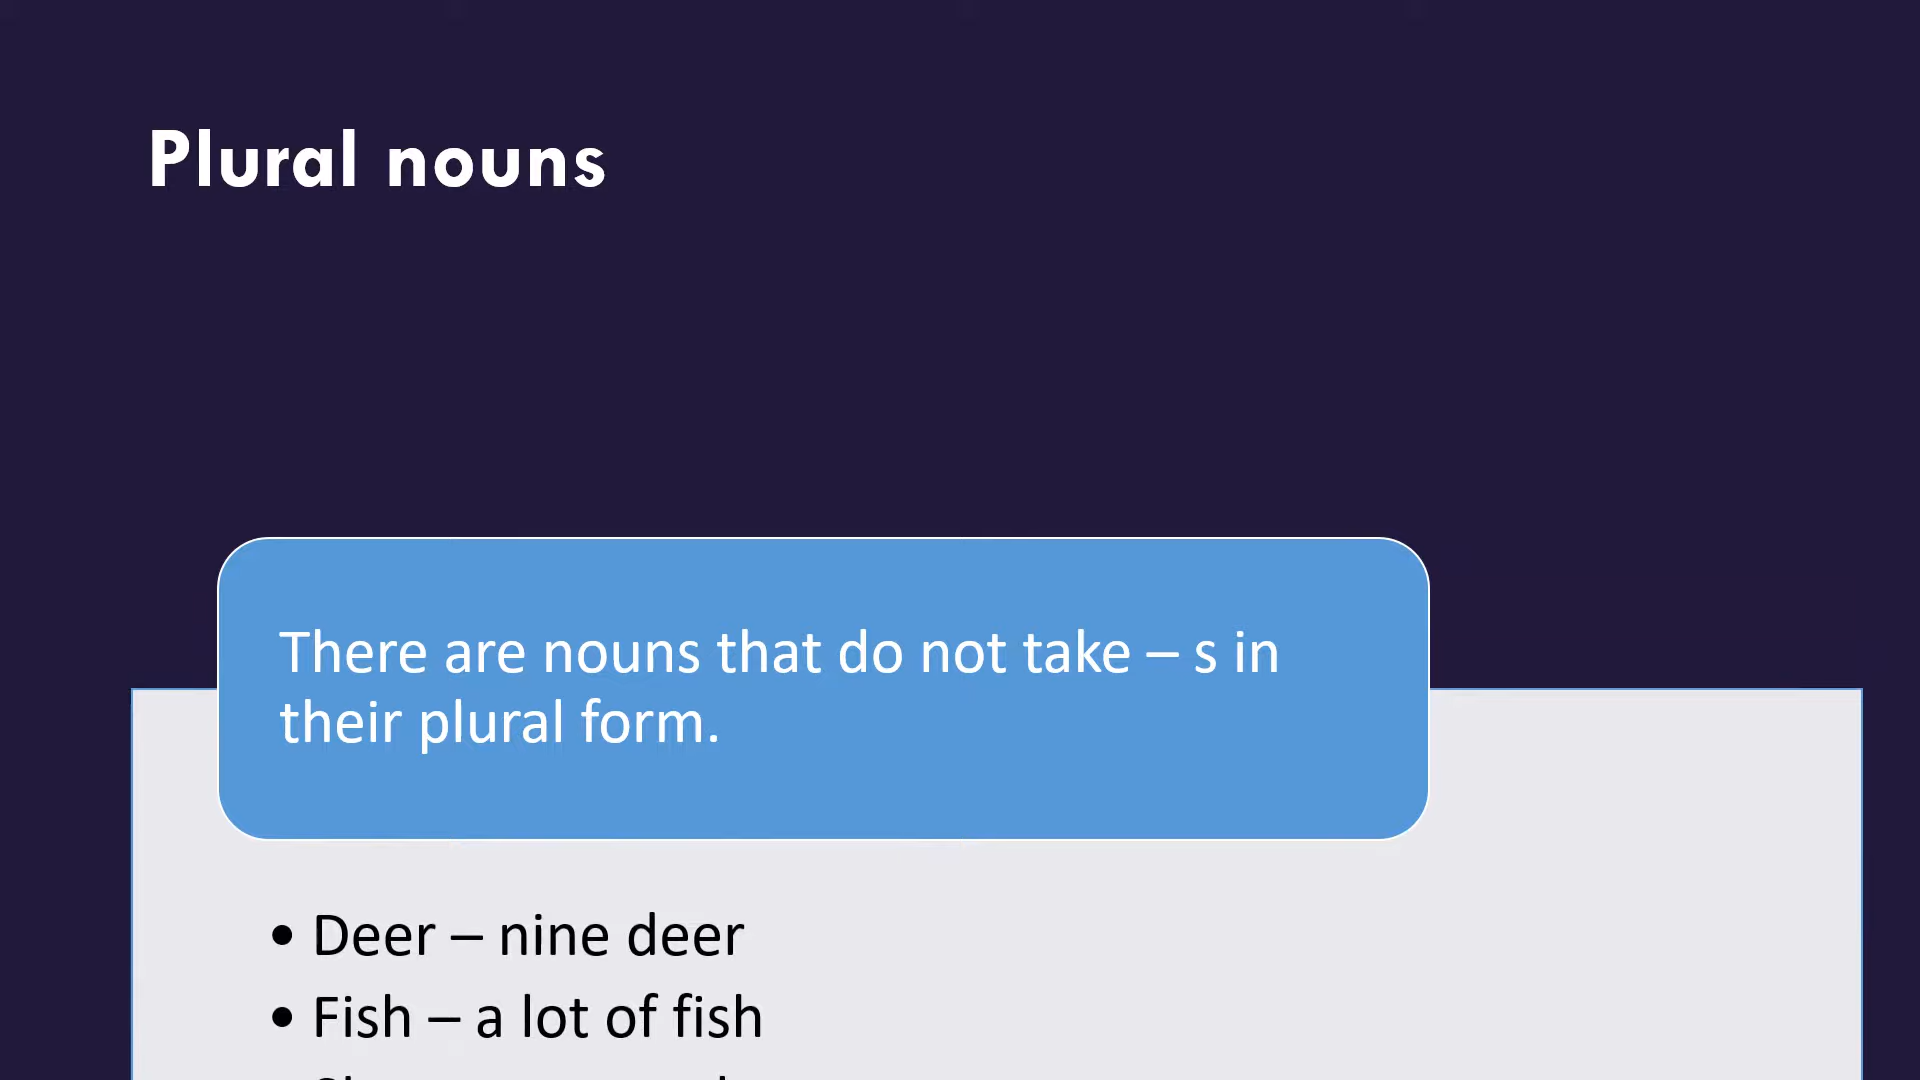 Plural nouns
There are nouns that do not take – s in
their plural form.
• Deer – nine deer
• Fish – a lot of fish